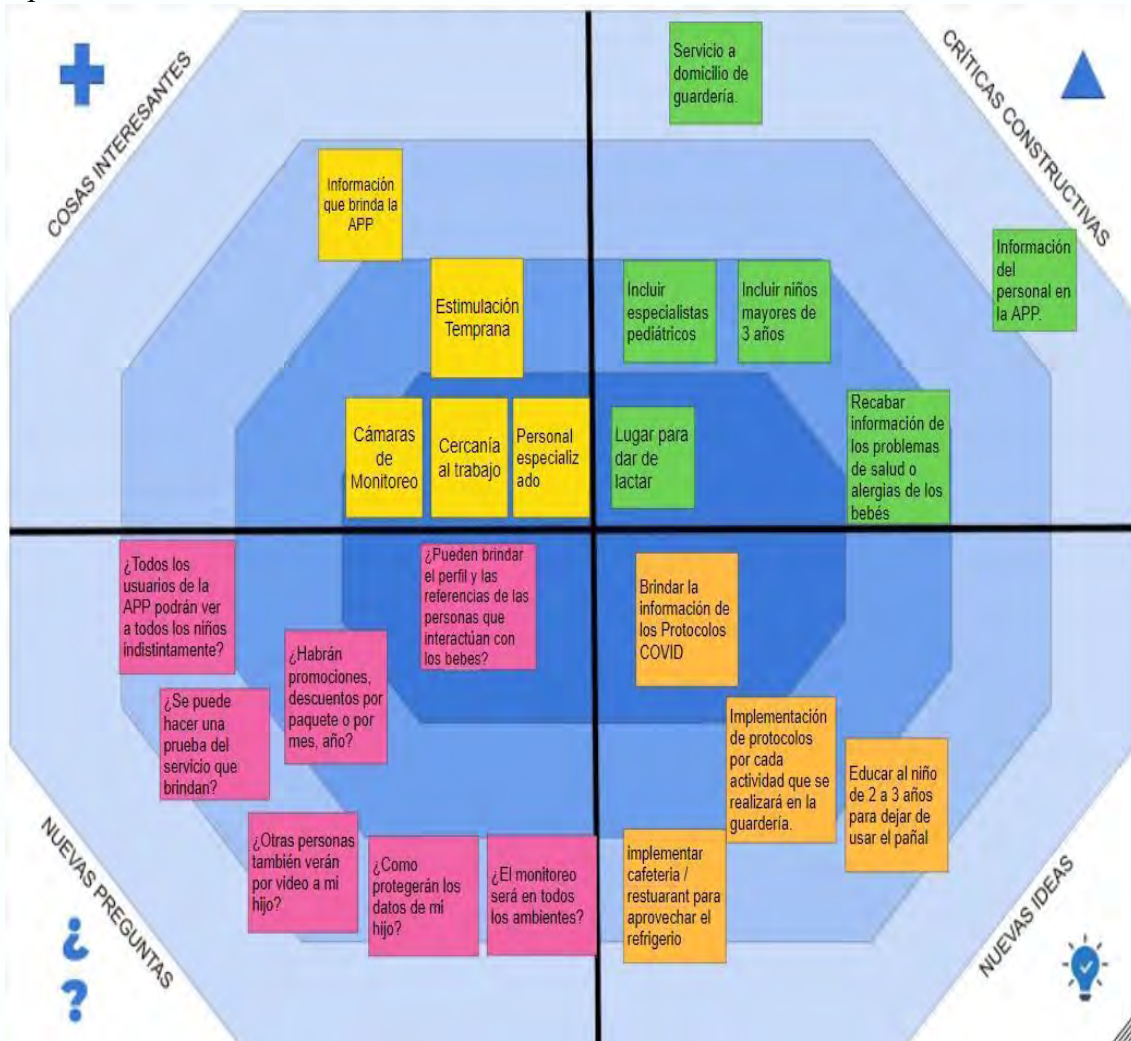 COSAS INTERESANTES
Información
que brinda la
APP
Estimulación
Temprana
Cámaras
de
Monitoreo
Cercanía
al trabajo
Personal
especializ
ado
CRÍTICAS CONSTRUCTIVAS
Servicio a
domicilio de
guardería.
Información
del
personal en
la APP.
Incluir
especialistas
pediátricos
Incluir niños
mayores de
3 años
Lugar para
dar de
lactar
Recabar
información de
los problemas
de salud o
alergias de los
bebés
NUEVAS PREGUNTAS
¿
?
¿Todos los
usuarios de la
APP podrán ver
a todos los niños
indistintamente?
¿Pueden brindar
el perfil y las
referencias de las
personas que
interactúan con
los bebes?
¿Habrán
promociones,
descuentos por
paquete o por
mes, año?
¿Se puede
hacer una
prueba del
servicio que
brindan?
¿Otras personas
también verán
por video a mi
hijo?
¿Como
protegerán los
datos de mi
hijo?
¿El monitoreo
será en todos
los ambientes?
NUEVAS IDEAS
Brindar la
información de
los Protocolos
COVID
Implementación
de protocolos
por cada
actividad que se
realizará en la
guardería.
Educar al niño
de 2 a 3 años
para dejar de
usar el pañal
implementar
cafeteria /
restuarant para
aprovechar el
refrigerio